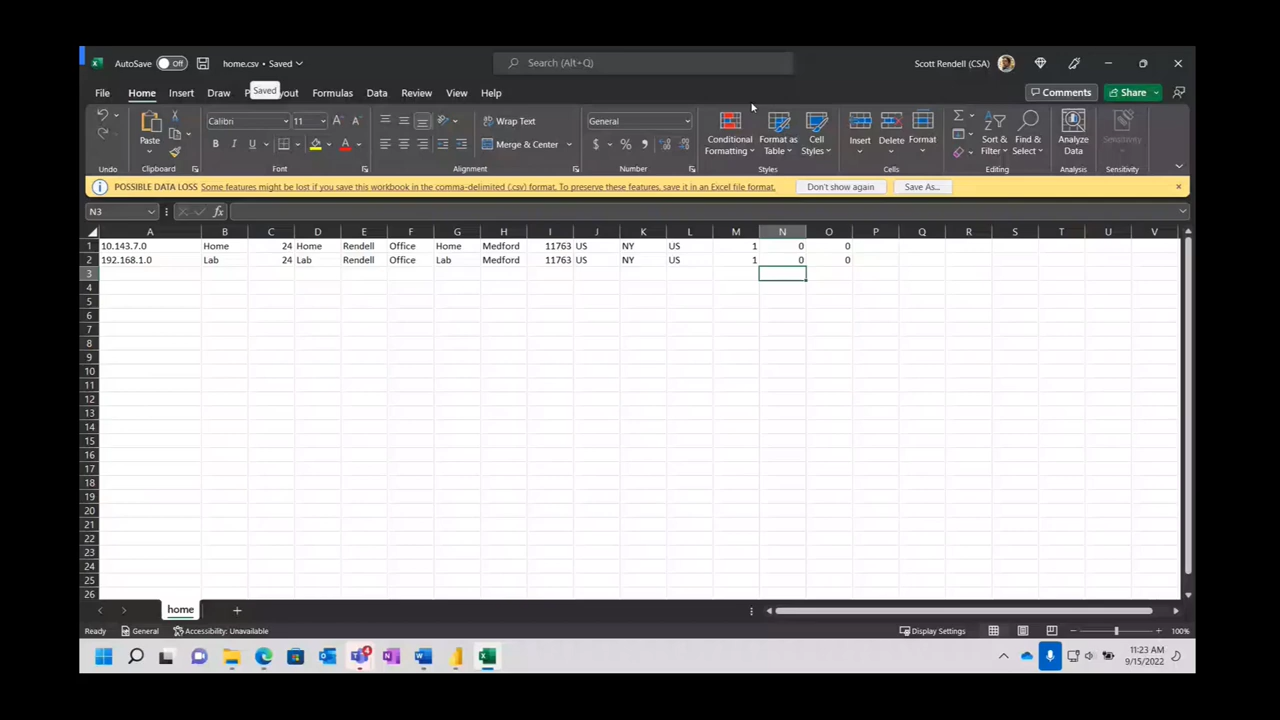 AutoSave Off home.csv • Saved Search (Alt+Q) Scott Rendell (CSA)
File Home Insert Draw P Saved out Formulas Data Review View Help Comments Share
Calibri 11 Wrap Text General
Paste B I U Merge & Center $ % Conditional Formatting Format as Table Cell Styles Insert Delete Format Sort & Filter Find & Select Analyze Data Sensitivity
Undo Clipboard Font Alignment Number Styles Cells Editing Analysis Sensitivity
POSSIBLE DATA LOSS Some features might be lost if you save this workbook in the comma-delimited (.csv) format. To preserve these features, save it in an Excel file format. Don't show again Save As...
N3 fx
A B C D E F G H I J K L M N O P Q R S T U V
1 10.143.7.0 Home 24 Home Rendell Office Home Medford 11763 US NY US 1 0 0
2 192.168.1.0 Lab 24 Lab Rendell Office Lab Medford 11763 US NY US 1 0 0
3
4
5
6
7
8
9
10
11
12
13
14
15
16
17
18
19
20
21
22
23
24
25
26
home
Ready General Accessibility: Unavailable Display Settings 100%
4 11:23 AM
9/15/2022